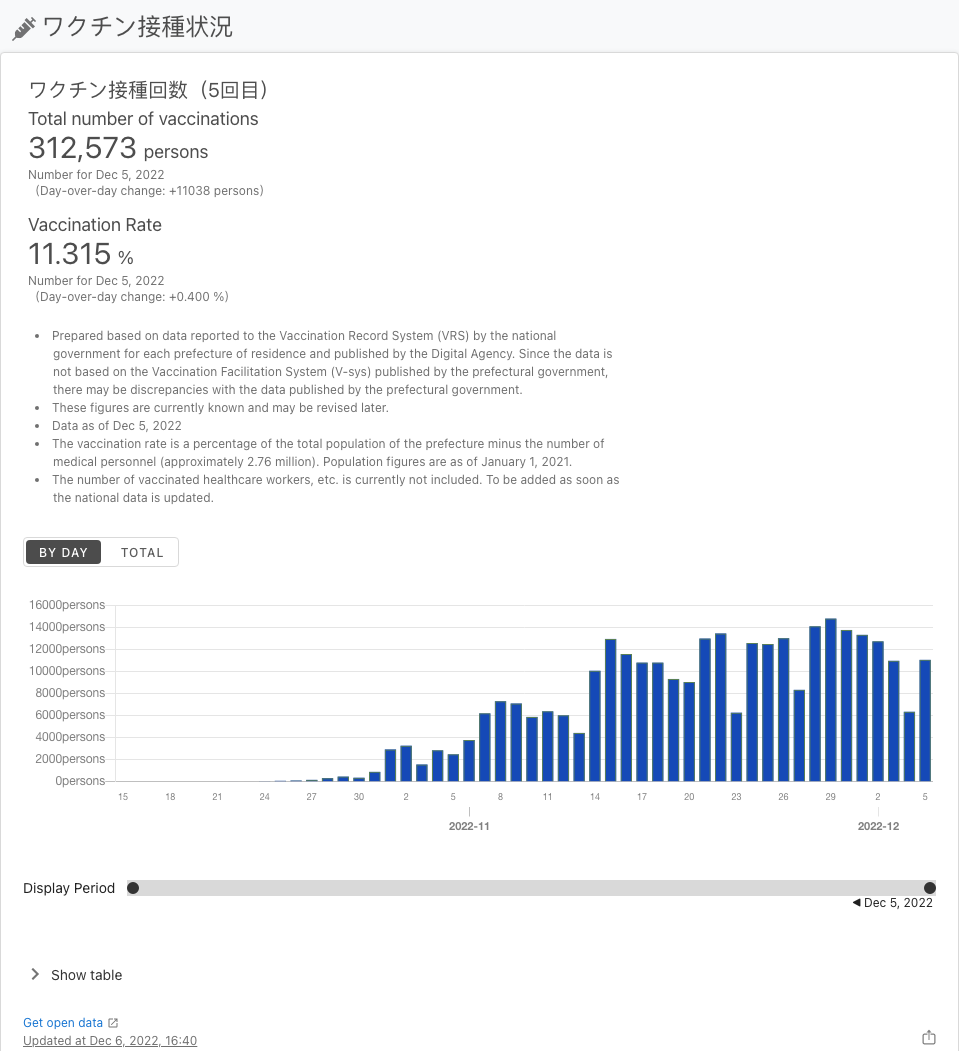 ワクチン接種状況
ワクチン接種回数（5回目）
Total number of vaccinations
312,573 persons
Number for Dec 5, 2022
（Day-over-day change: +11038 persons）
Vaccination Rate
11.315 %
Number for Dec 5, 2022
（Day-over-day change: +0.400 %）
• Prepared based on data reported to the Vaccination Record System (VRS) by the national
government for each prefecture of residence and published by the Digital Agency. Since the data is
not based on the Vaccination Facilitation System (V-sys) published by the prefectural government,
there may be discrepancies with the data published by the prefectural government.
• These figures are currently known and may be revised later.
• Data as of Dec 5, 2022
• The vaccination rate is a percentage of the total population of the prefecture minus the number of
medical personnel (approximately 2.76 million). Population figures are as of January 1, 2021.
• The number of vaccinated healthcare workers, etc. is currently not included. To be added as soon as
the national data is updated.
BY DAY TOTAL
16000persons
14000persons
12000persons
10000persons
8000persons
6000persons
4000persons
2000persons
0persons
15 18 21 24 27 30 2 5 8 11 14 17 20 23 26 29 2 5
2022-11 2022-12
Display Period
◀ Dec 5, 2022
Show table
Get open data
Updated at Dec 6, 2022, 16:40